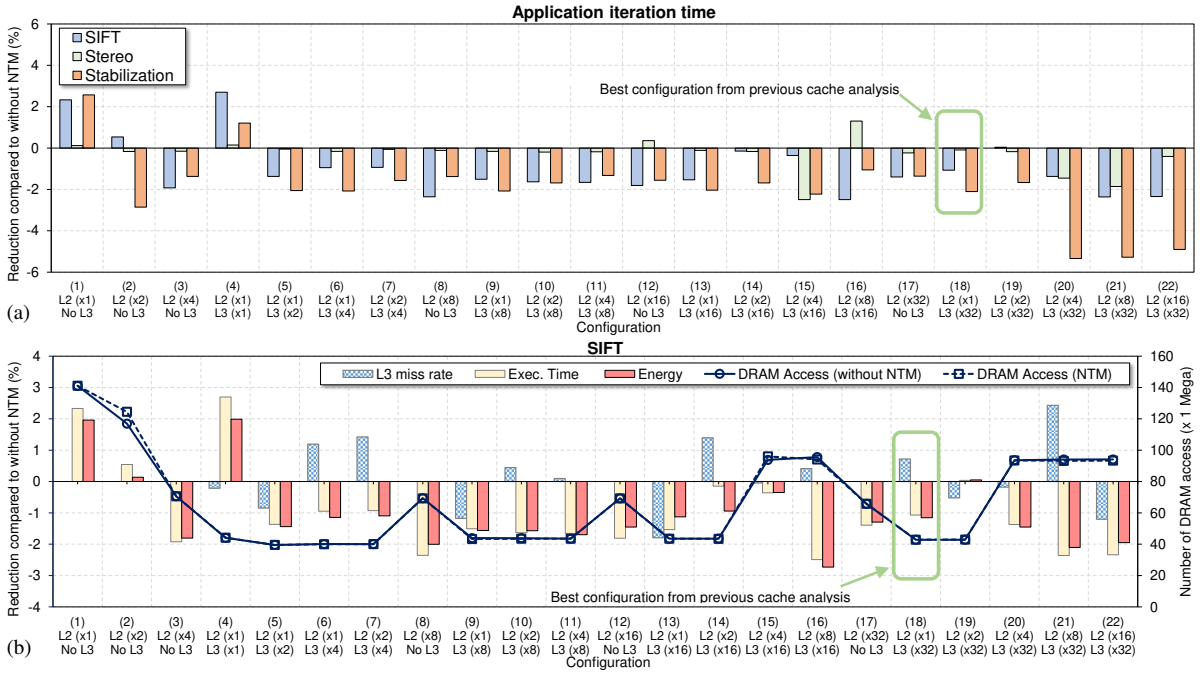 Application iteration time
Reduction compared to without NTM (%)
6
4
2
0
-2
-4
-6
SIFT
Stereo
Stabilization
Best configuration from previous cache analysis
(1) (2) (3) (4) (5) (6) (7) (8) (9) (10) (11) (12) (13) (14) (15) (16) (17) (18) (19) (20) (21) (22)
L2 (x1) L2 (x2) L2 (x4) L2 (x1) L2 (x1) L2 (x1) L2 (x2) L2 (x8) L2 (x1) L2 (x2) L2 (x4) L2 (x16) L2 (x1) L2 (x2) L2 (x4) L2 (x8) L2 (x32) L2 (x1) L2 (x2) L2 (x4) L2 (x8) L2 (x16)
No L3 No L3 No L3 L3 (x1) L3 (x2) L3 (x4) L3 (x4) No L3 L3 (x8) L3 (x8) L3 (x8) No L3 L3 (x16) L3 (x16) L3 (x16) L3 (x16) No L3 L3 (x32) L3 (x32) L3 (x32) L3 (x32) L3 (x32)
(a)
Configuration
SIFT
Reduction compared to without NTM (%)
4
3
2
1
0
-1
-2
-3
-4
L3 miss rate Exec. Time Energy DRAM Access (without NTM) DRAM Access (NTM)
160
140
120
100
80
60
40
20
0
Number of DRAM access (x 1 Mega)
Best configuration from previous cache analysis
(1) (2) (3) (4) (5) (6) (7) (8) (9) (10) (11) (12) (13) (14) (15) (16) (17) (18) (19) (20) (21) (22)
L2 (x1) L2 (x2) L2 (x4) L2 (x1) L2 (x1) L2 (x1) L2 (x2) L2 (x8) L2 (x1) L2 (x2) L2 (x4) L2 (x16) L2 (x1) L2 (x2) L2 (x4) L2 (x8) L2 (x32) L2 (x1) L2 (x2) L2 (x4) L2 (x8) L2 (x16)
No L3 No L3 No L3 L3 (x1) L3 (x2) L3 (x4) L3 (x4) No L3 L3 (x8) L3 (x8) L3 (x8) No L3 L3 (x16) L3 (x16) L3 (x16) L3 (x16) No L3 L3 (x32) L3 (x32) L3 (x32) L3 (x32) L3 (x32)
(b)
Configuration